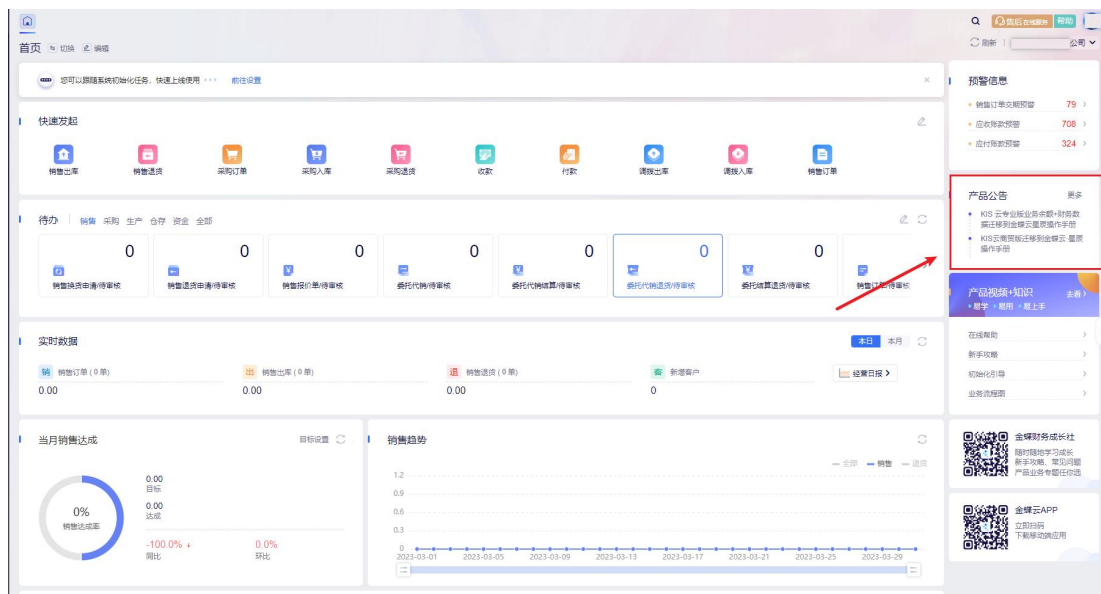 售后在线服务 帮助
首页 切换 编辑
刷新 公司
您可以跟随系统初始化任务，快速上线使用 前往设置
预警信息
销售订单交期预警 79
应收账款预警 708
应付账款预警 324
快速发起
销售出库 销售退货 采购订单 采购入库 采购退货 收款 付款 调拨出库 调拨入库 销售订单
产品公告 更多
KIS 云专业版业务余额+财务数
据迁移到金蝶云星辰操作手册
KIS云商贸版迁移到金蝶云·星辰
操作手册
待办 销售 采购 生产 仓存 资金 全部
0 0 0 0 0 0 0
销售换货申请/待审核 销售退货申请/待审核 销售报价单/待审核 委托代销/待审核 委托代销结算/待审核 委托代销退货/待审核 委托结算退货/待审核 销售订单/待审核
产品视频+知识 去看
易学 易用 易上手
在线帮助
新手攻略
初始化引导
业务流程图
实时数据 本日 本月
销 销售订单 (0 单) 出 销售出库 (0 单) 退 销售退货 (0 单) 客 新增客户 经营日报
0.00 0.00 0.00 0
当月销售达成 目标设置
0.00
目标
0.00
达成
0%
销售达成率
-100.0% 0.0%
同比 环比
销售趋势
全部 销售 退货
1.2
0.9
0.6
0.3
0
2023-03-01 2023-03-05 2023-03-09 2023-03-13 2023-03-17 2023-03-21 2023-03-25 2023-03-29
金蝶财务成长社
随时随地学习成长
新手攻略、常见问题
产品业务专题任你选
金蝶云APP
立即扫码
下载移动端应用